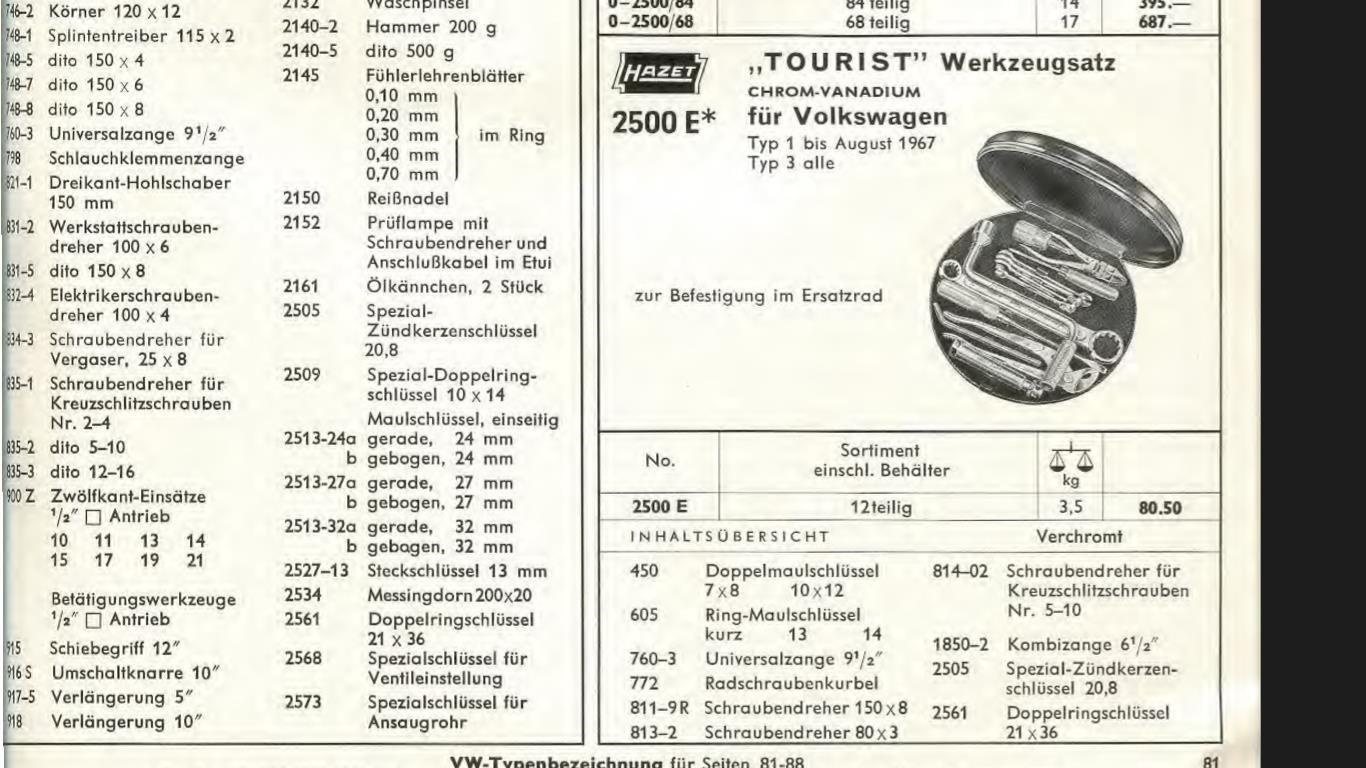 746-2 Körner 120 x 12
748-1 Splintentreiber 115 x 2
748-5 dito 150 x 4
748-7 dito 150 x 6
748-8 dito 150 x 8
760-3 Universalzange 9¹/₂″
798 Schlauchklemmenzange
821-1 Dreikant-Hohlschaber
150 mm
831-2 Werkstattschrauben-
dreher 100 x 6
831-5 dito 150 x 8
832-4 Elektrikerschrauben-
dreher 100 x 4
834-3 Schraubendreher für
Vergaser, 25 x 8
835-1 Schraubendreher für
Kreuzschlitzschrauben
Nr. 2–4
835-2 dito 5–10
835-3 dito 12–16
900 Z Zwölfkant-Einsätze
¹/₂″ □ Antrieb
10 11 13 14
15 17 19 21
Betätigungswerkzeuge
¹/₂″ □ Antrieb
915 Schiebegriff 12″
916 S Umschaltknarre 10″
917-5 Verlängerung 5″
918 Verlängerung 10″
2132 Waschpinsel
2140–2 Hammer 200 g
2140–5 dito 500 g
2145 Fühlerlehrenblätter
0,10 mm
0,20 mm
0,30 mm im Ring
0,40 mm
0,70 mm
2150 Reißnadel
2152 Prüflampe mit
Schraubendreher und
Anschlußkabel im Etui
2161 Ölkännchen, 2 Stück
2505 Spezial-
Zündkerzenschlüssel
20,8
2509 Spezial-Doppelring-
schlüssel 10 x 14
Maulschlüssel, einseitig
2513-24a gerade, 24 mm
b gebogen, 24 mm
2513-27a gerade, 27 mm
b gebogen, 27 mm
2513-32a gerade, 32 mm
b gebogen, 32 mm
2527–13 Steckschlüssel 13 mm
2534 Messingdorn 200x20
2561 Doppelringschlüssel
21 x 36
2568 Spezialschlüssel für
Ventileinstellung
2573 Spezialschlüssel für
Ansaugrohr
0–2500/84 84 teilig 14 395.—
0–2500/68 68 teilig 17 687.—
HAZET
2500 E*
„TOURIST” Werkzeugsatz
CHROM-VANADIUM
für Volkswagen
Typ 1 bis August 1967
Typ 3 alle
zur Befestigung im Ersatzrad
No. Sortiment
einschl. Behälter
kg
2500 E 12teilig 3,5 80.50
INHALTSÜBERSICHT Verchromt
450 Doppelmaulschlüssel
7x8 10x12
605 Ring-Maulschlüssel
kurz 13 14
760–3 Universalzange 9¹/₂″
772 Radschraubenkurbel
811–9R Schraubendreher 150x8
813–2 Schraubendreher 80x3
814–02 Schraubendreher für
Kreuzschlitzschrauben
Nr. 5–10
1850–2 Kombizange 6¹/₂″
2505 Spezial-Zündkerzen-
schlüssel 20,8
2561 Doppelringschlüssel
21x36
VW-Typenbezeichnung für Seiten 81-88
81